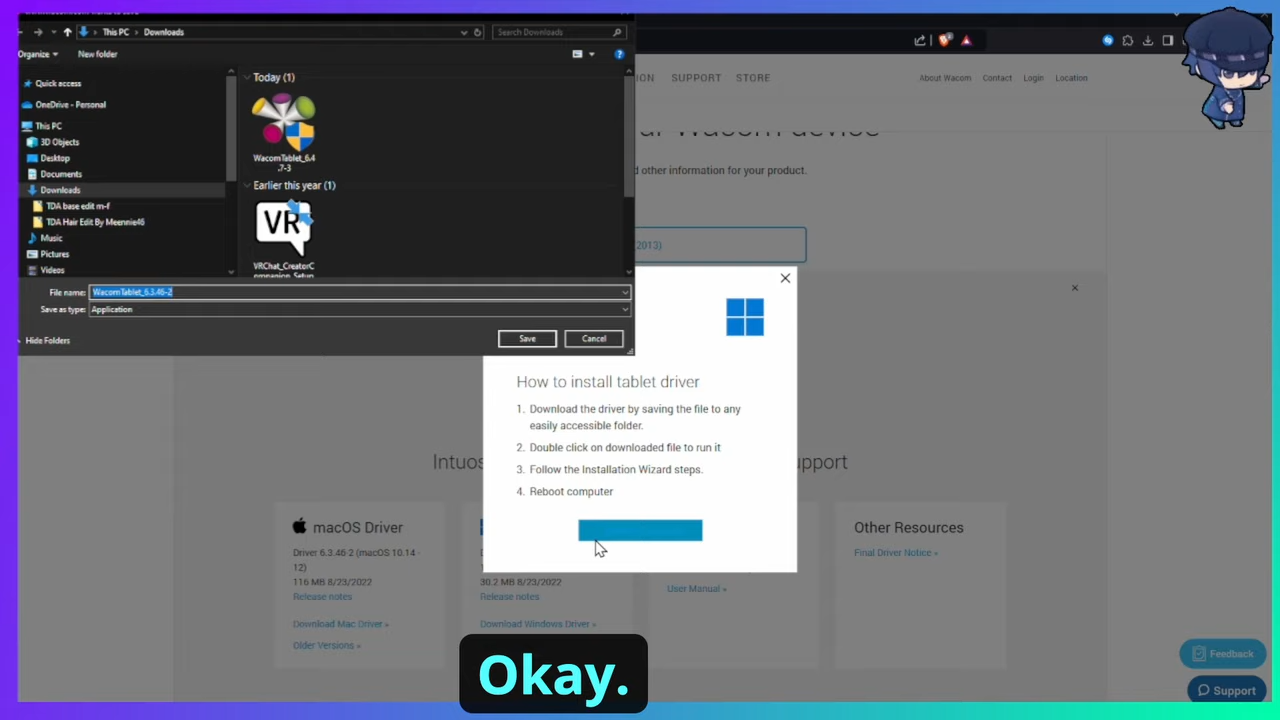 This PC > Downloads
Search Downloads
Organize
New folder
Quick access
OneDrive - Personal
This PC
3D Objects
Desktop
Documents
Downloads
TDA base edit m-f
TDA Hair Edit By Meennie46
Music
Pictures
Videos
Today (1)
WacomTablet_6.4
.7-3
Earlier this year (1)
VR
VRChat_CreatorC
ompanion_Setup
File name: WacomTablet_6.3.46-2
Save as type: Application
Hide Folders
Save
Cancel
ION
SUPPORT
STORE
About Wacom
Contact
Login
Location
ur Wacom device
d other information for your product.
2013)
How to install tablet driver
1. Download the driver by saving the file to any
easily accessible folder.
2. Double click on downloaded file to run it
3. Follow the Installation Wizard steps.
4. Reboot computer
Intuos
upport
macOS Driver
Driver 6.3.46-2 (macOS 10.14 -
12)
116 MB 8/23/2022
Release notes
Download Mac Driver »
Older Versions »
30.2 MB 8/23/2022
Release notes
Download Windows Driver »
User Manual »
Other Resources
Final Driver Notice »
Feedback
Support
Okay.